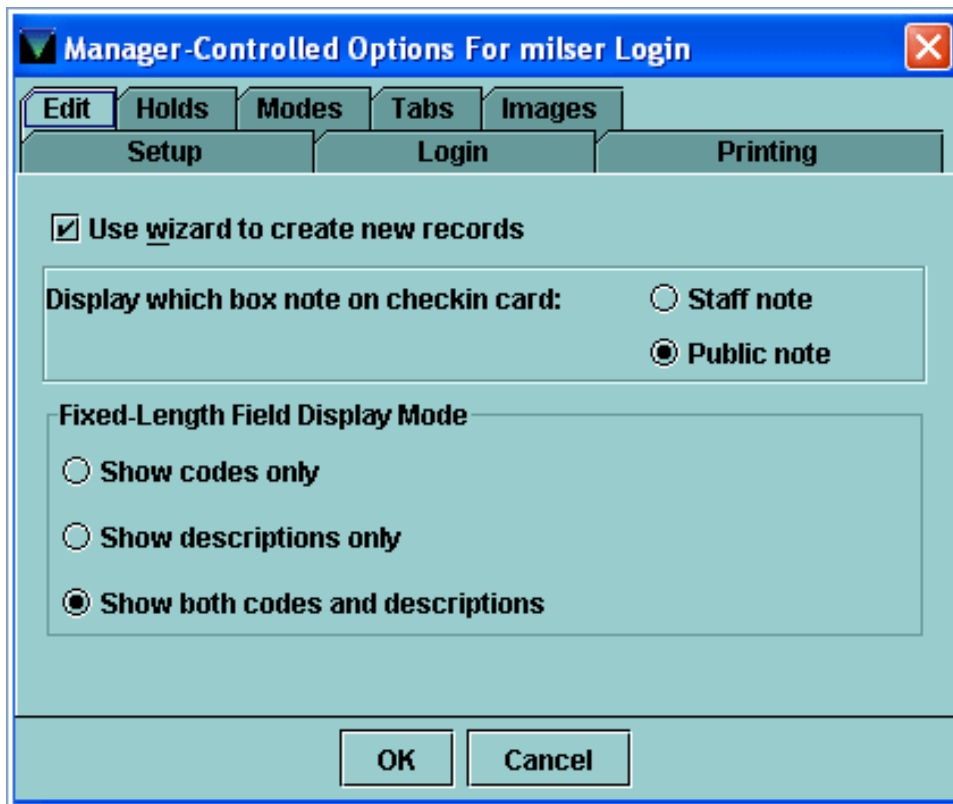 Manager-Controlled Options For milser Login
Edit Holds Modes Tabs Images
Setup Login Printing
Use wizard to create new records
Display which box note on checkin card: Staff note
Public note
Fixed-Length Field Display Mode
Show codes only
Show descriptions only
Show both codes and descriptions
OK Cancel